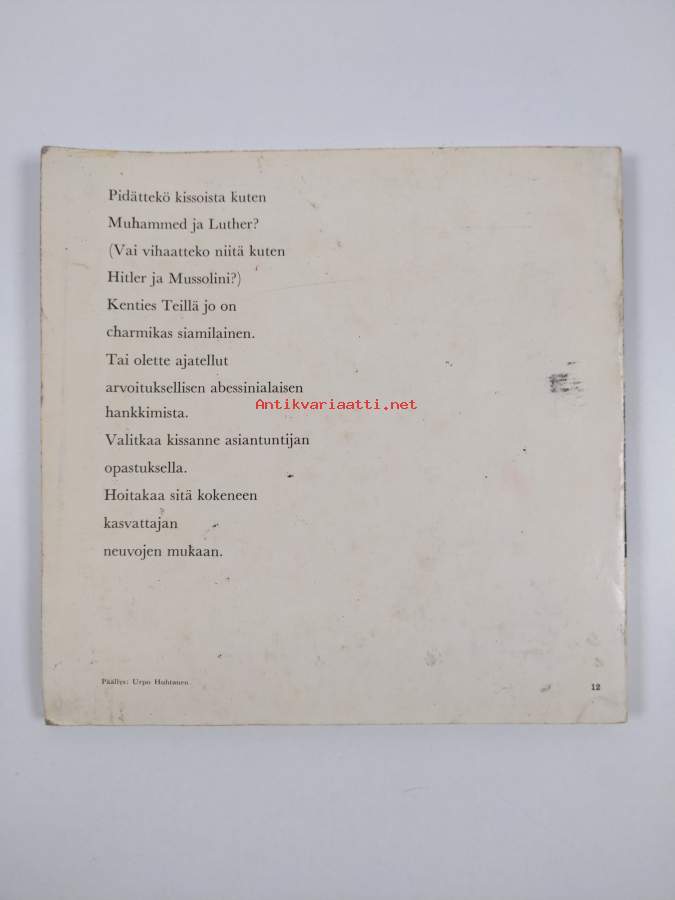 Pidättekö kissoista kuten
Muhammed ja Luther?
(Vai vihaatteko niitä kuten
Hitler ja Mussolini?)
Kenties Teillä jo on
charmikas siamilainen.
Tai olette ajatellut
arvoituksellisen abessinialaisen
hankkimista.
Antikvariaatti.net
Valitkaa kissanne asiantuntijan
opastuksella.
Hoitakaa sitä kokeneen
kasvattajan
neuvojen mukaan.
Päällys: Urpo Huhtanen
12